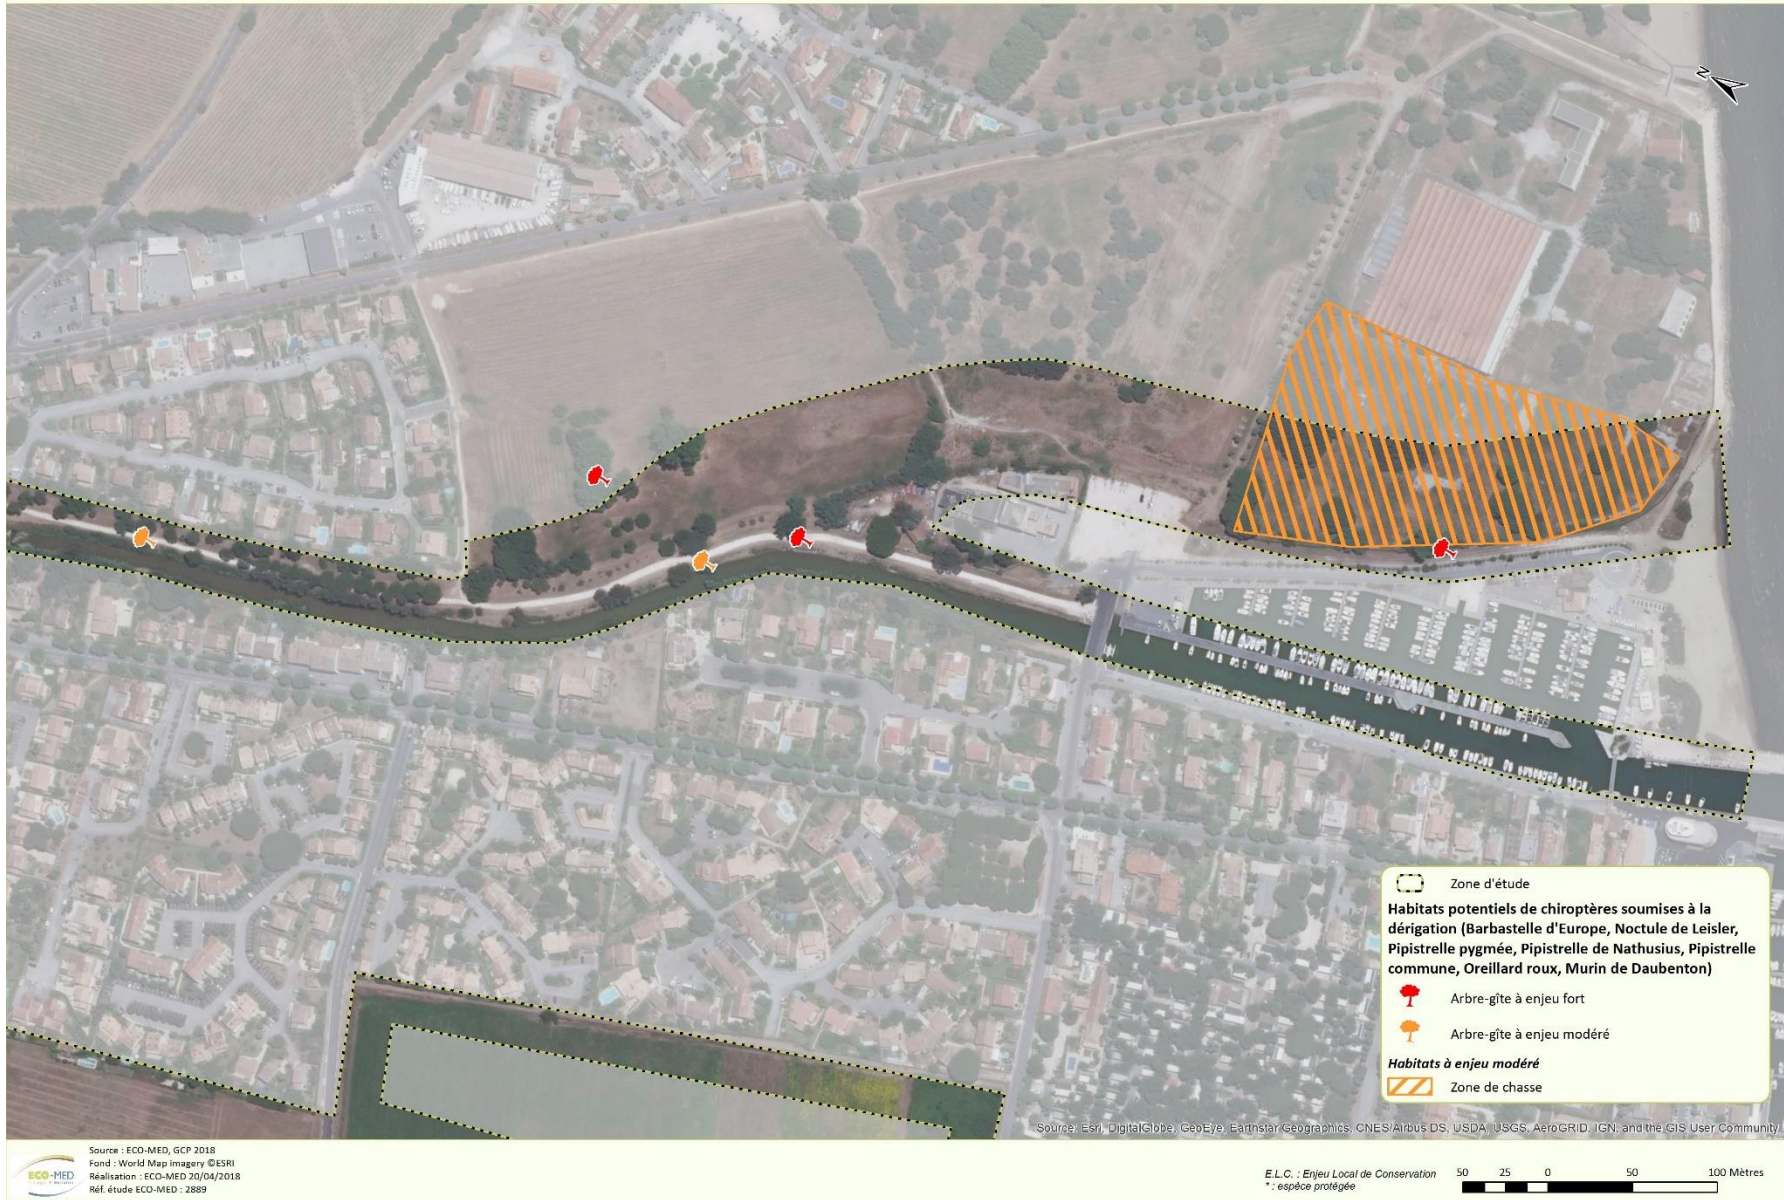 N
Zone d'étude
Habitats potentiels de chiroptères soumises à la
dérigation (Barbastelle d'Europe, Noctule de Leisler,
Pipistrelle pygmée, Pipistrelle de Nathusius, Pipistrelle
commune, Oreillard roux, Murin de Daubenton)
Arbre-gîte à enjeu fort
Arbre-gîte à enjeu modéré
Habitats à enjeu modéré
Zone de chasse
Source: Esri, DigitalGlobe, GeoEye, Earthstar Geographics, CNES/Airbus DS, USDA, USGS, AeroGRID, IGN, and the GIS User Community
ECO-MED
Source : ECO-MED, GCP 2018
Fond : World Map imagery ©ESRI
Réalisation : ECO-MED 20/04/2018
Réf. étude ECO-MED : 2889
E.L.C. : Enjeu Local de Conservation
* : espèce protégée
50 25 0 50 100 Mètres